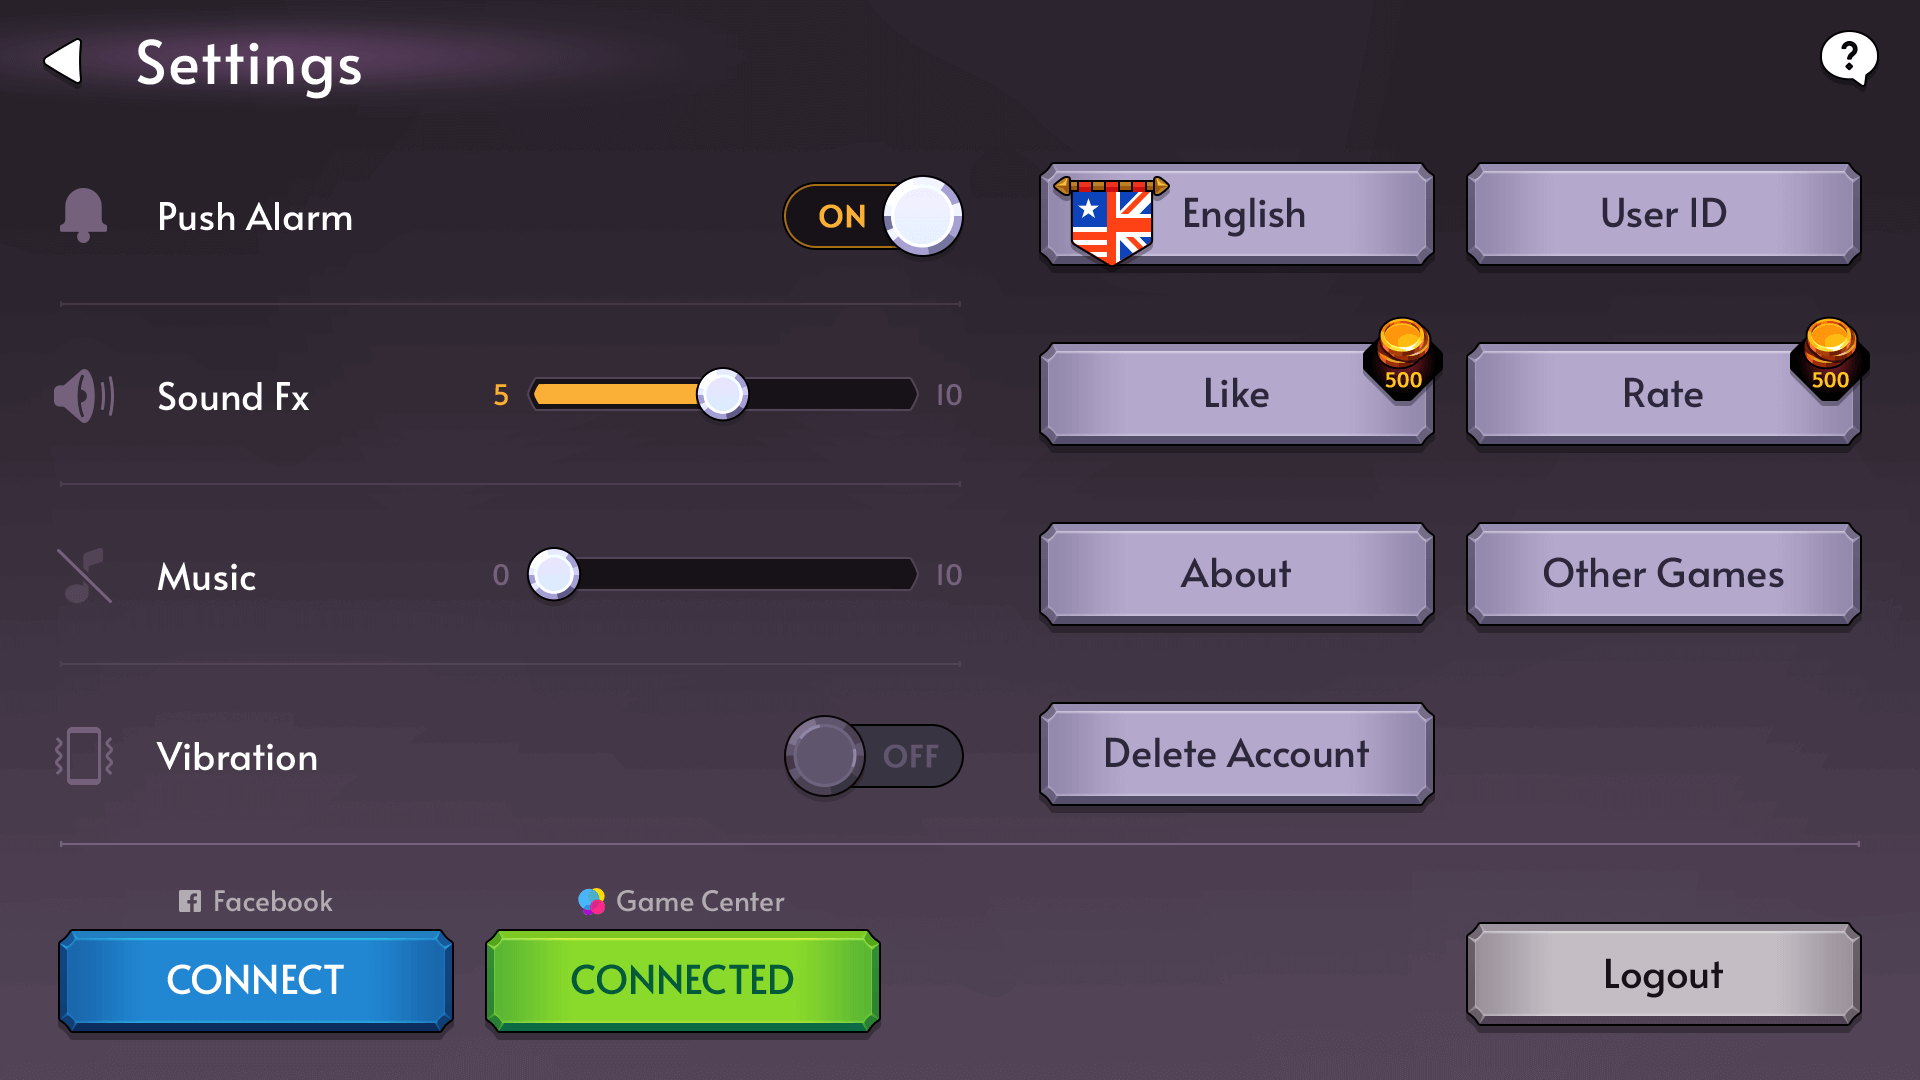 Settings
?
Push Alarm
ON
English
User ID
Sound Fx
5
10
Like
500
Rate
500
Music
0
10
About
Other Games
Vibration
OFF
Delete Account
Facebook
Game Center
CONNECT
CONNECTED
Logout